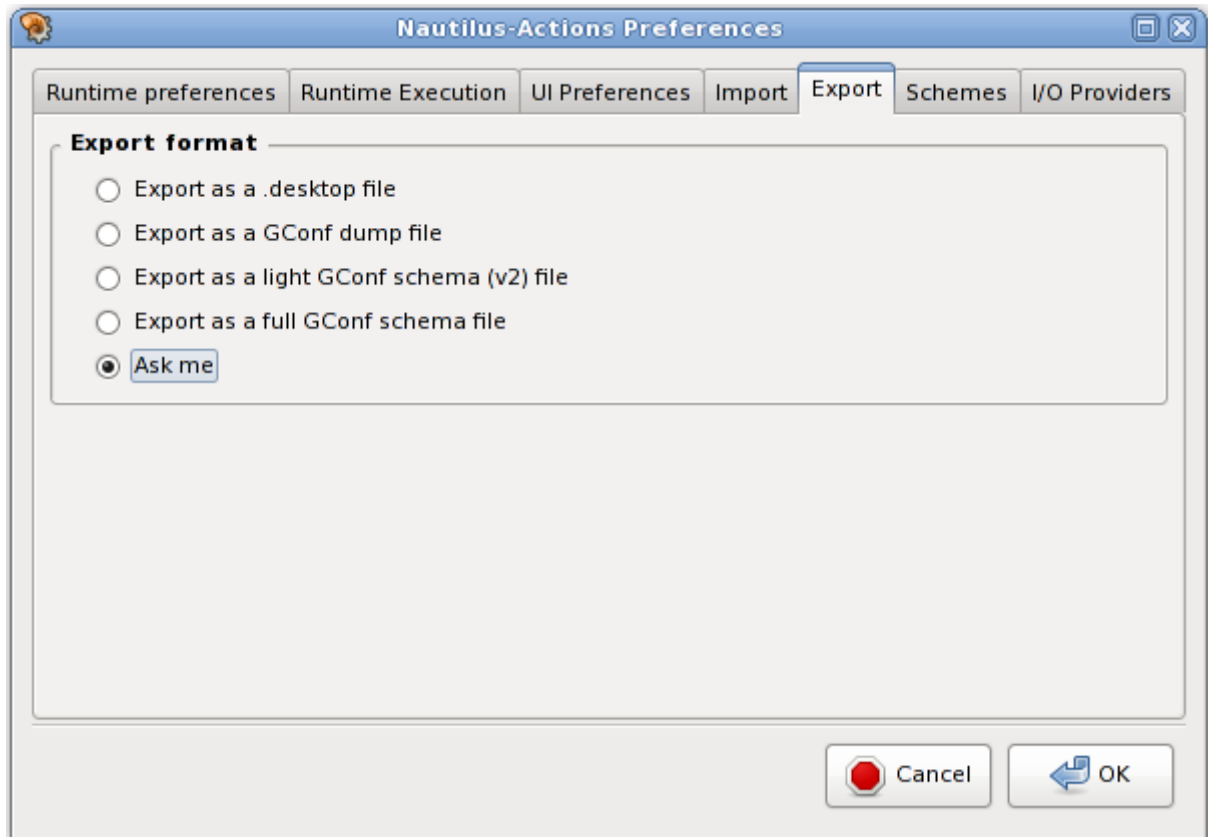 Nautilus-Actions Preferences
Runtime preferences Runtime Execution UI Preferences Import Export Schemes I/O Providers
Export format
Export as a .desktop file
Export as a GConf dump file
Export as a light GConf schema (v2) file
Export as a full GConf schema file
Ask me
Cancel OK